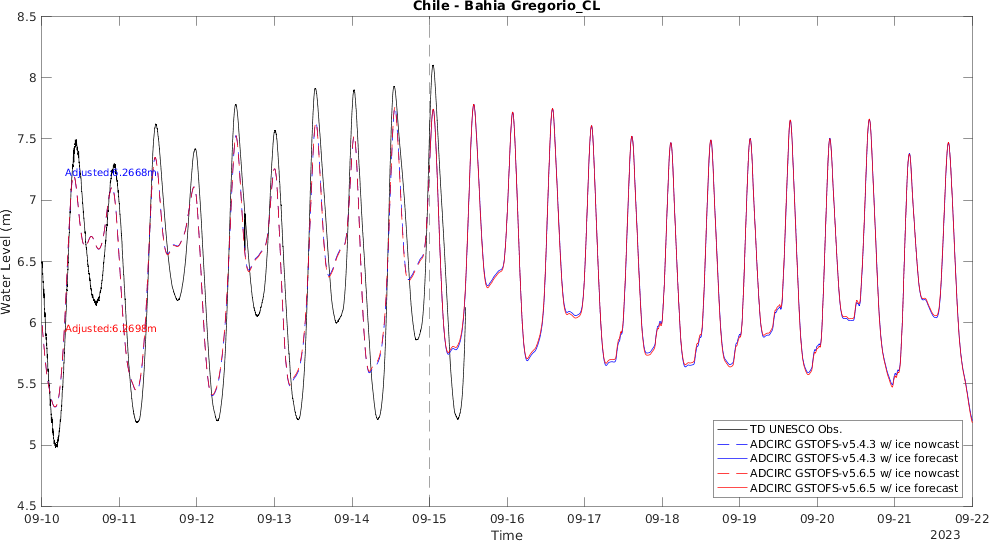 Chile - Bahia Gregorio_CL
Water Level (m)
8.5
8
7.5
7
6.5
6
5.5
5
4.5
Adjusted:6.2668m
Adjusted:6.2698m
TD UNESCO Obs.
ADCIRC GSTOFS-v5.4.3 w/ ice nowcast
ADCIRC GSTOFS-v5.4.3 w/ ice forecast
ADCIRC GSTOFS-v5.6.5 w/ ice nowcast
ADCIRC GSTOFS-v5.6.5 w/ ice forecast
09-10 09-11 09-12 09-13 09-14 09-15 09-16 09-17 09-18 09-19 09-20 09-21 09-22
Time
2023